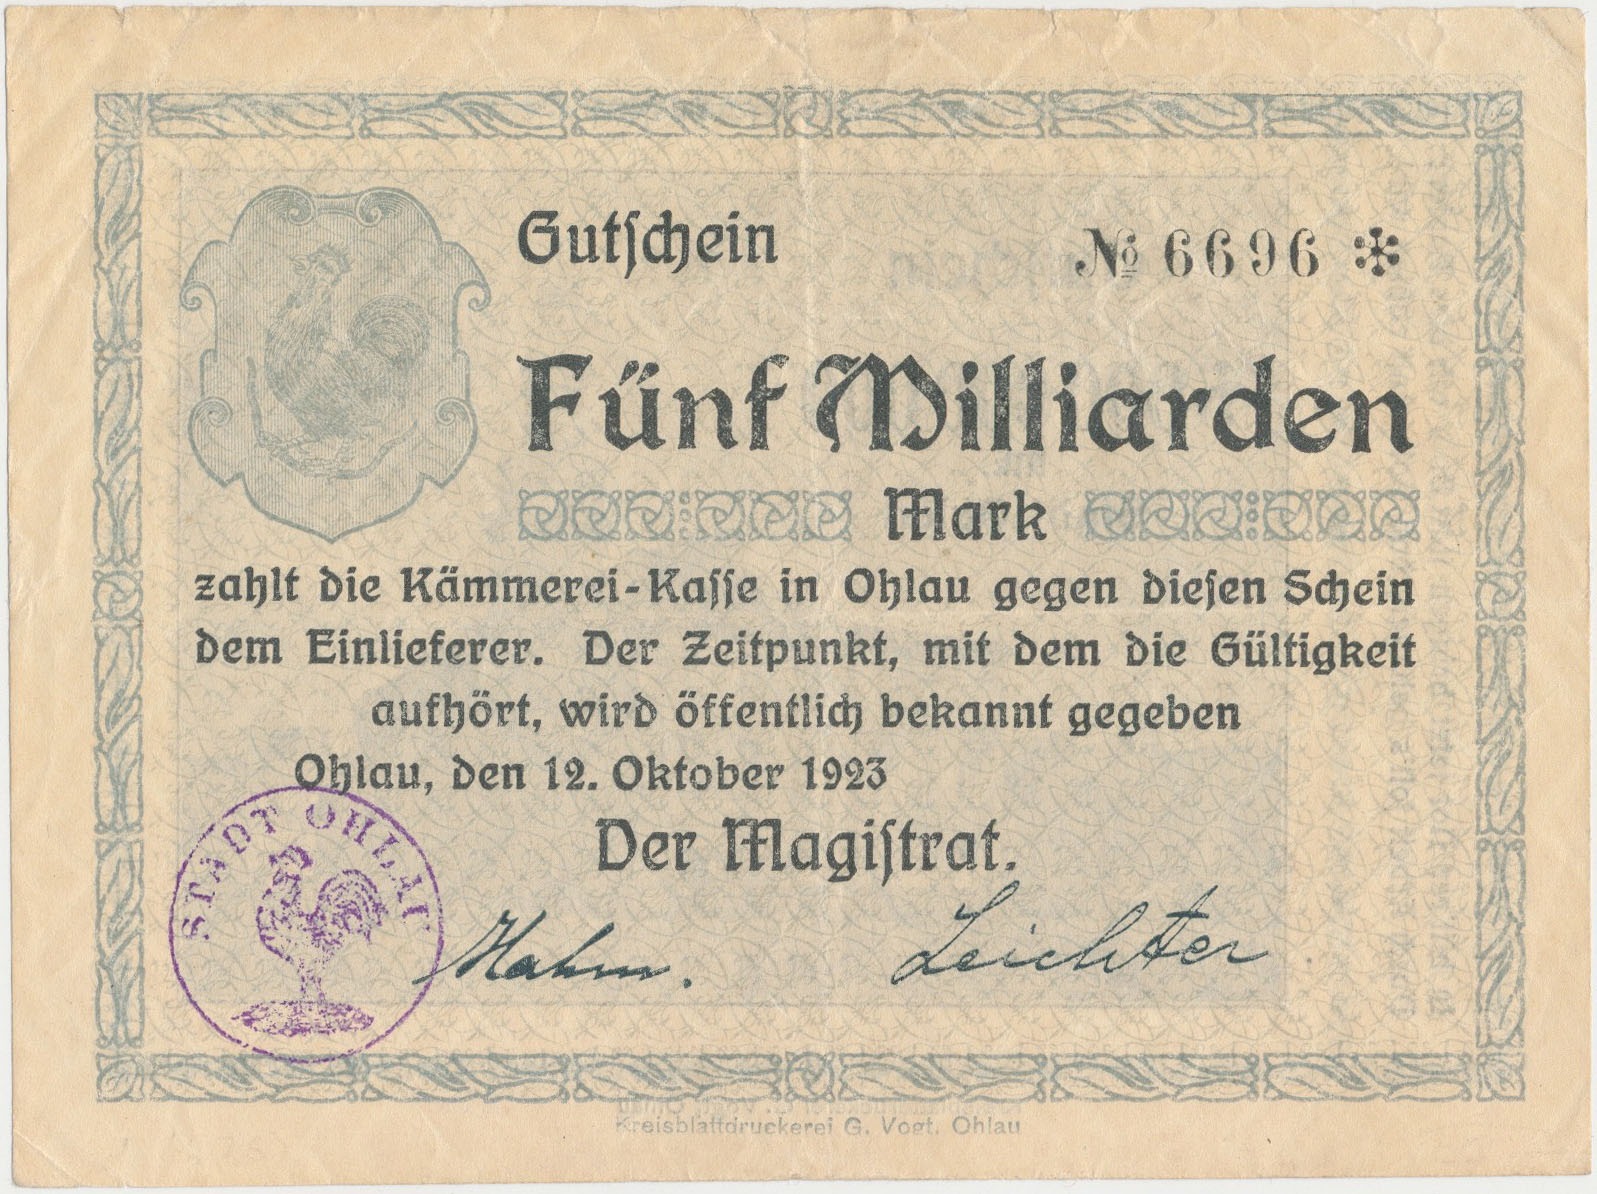 Gutschein
№ 6696 *
Fünf Milliarden
Mark
zahlt die Kämmerei-Kasse in Ohlau gegen diesen Schein
dem Einlieferer. Der Zeitpunkt, mit dem die Gültigkeit
aufhört, wird öffentlich bekannt gegeben
Ohlau, den 12. Oktober 1923
Der Magistrat.
STADT OHLAU
Hahm. Leichter
Kreisblattdruckerei G. Vogt. Ohlau